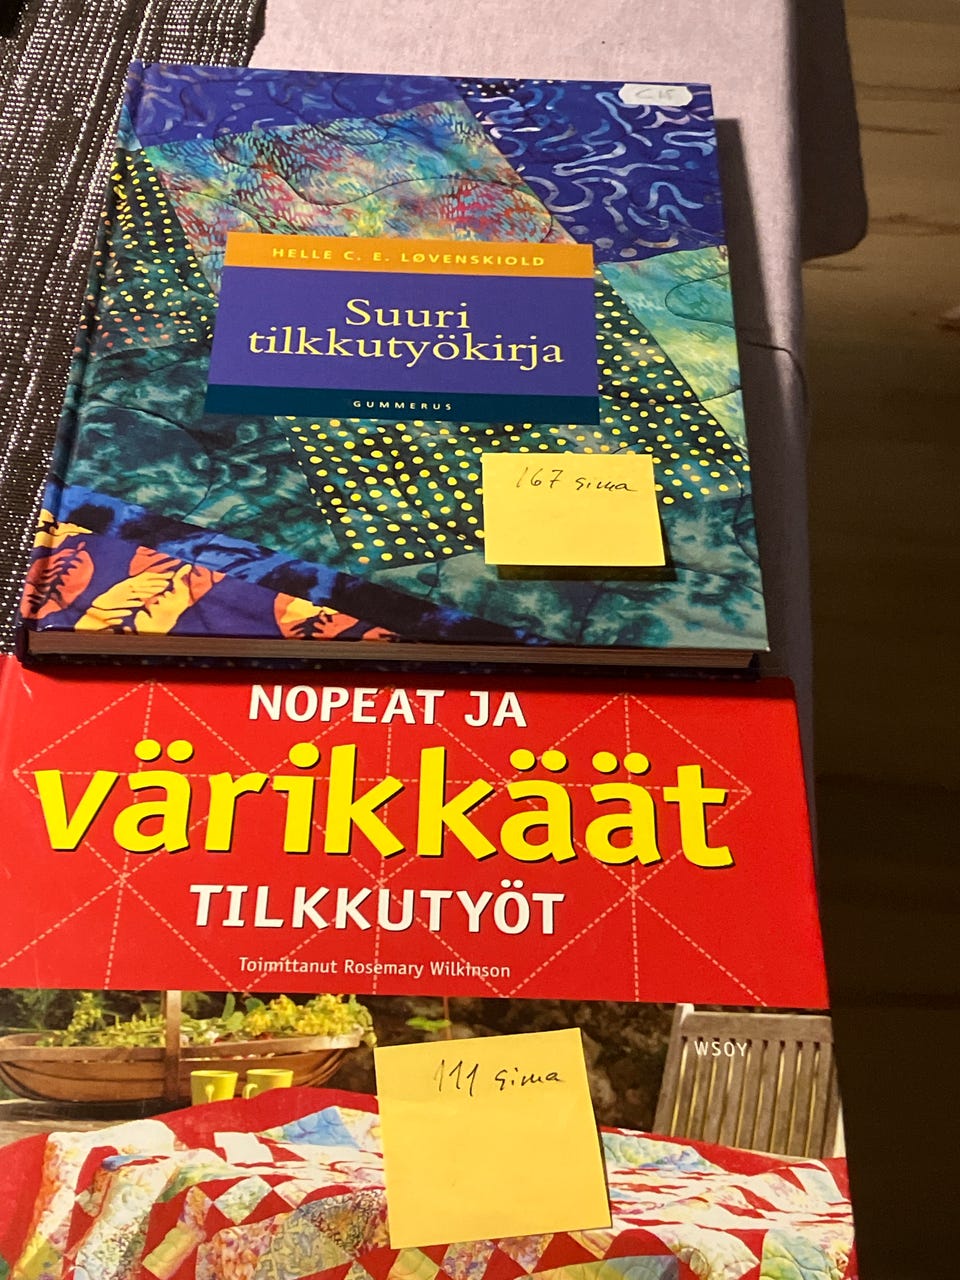 HELLE C. E. LØVENSKIOLD
Suuri
tilkkutyökirja
GUMMERUS
167 sivua
NOPEAT JA
värikkäät
TILKKUTYÖT
Toimittanut Rosemary Wilkinson
WSOY
111 sivua